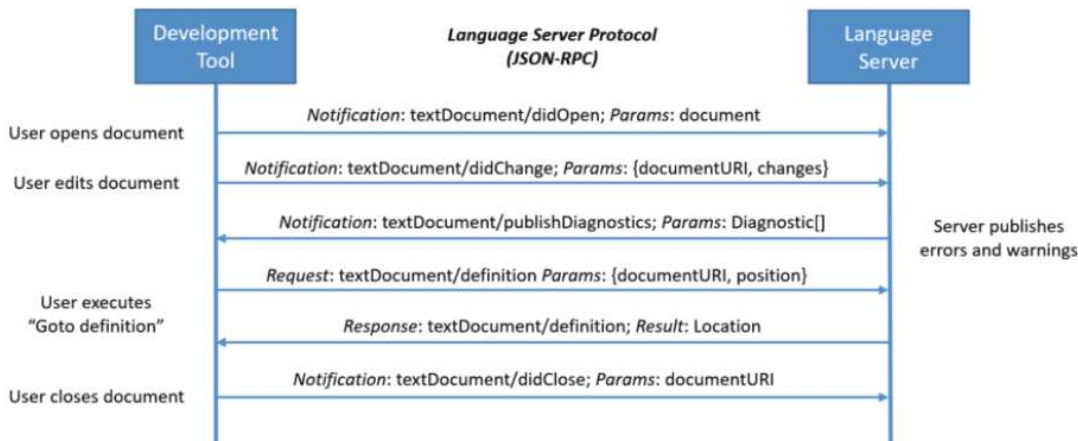 Development
Tool
Language Server Protocol
(JSON-RPC)
Language
Server
Notification: textDocument/didOpen; Params: document
User opens document
Notification: textDocument/didChange; Params: {documentURI, changes}
User edits document
Notification: textDocument/publishDiagnostics; Params: Diagnostic[]
Server publishes
errors and warnings
Request: textDocument/definition Params: {documentURI, position}
User executes
“Goto definition”
Response: textDocument/definition; Result: Location
Notification: textDocument/didClose; Params: documentURI
User closes document